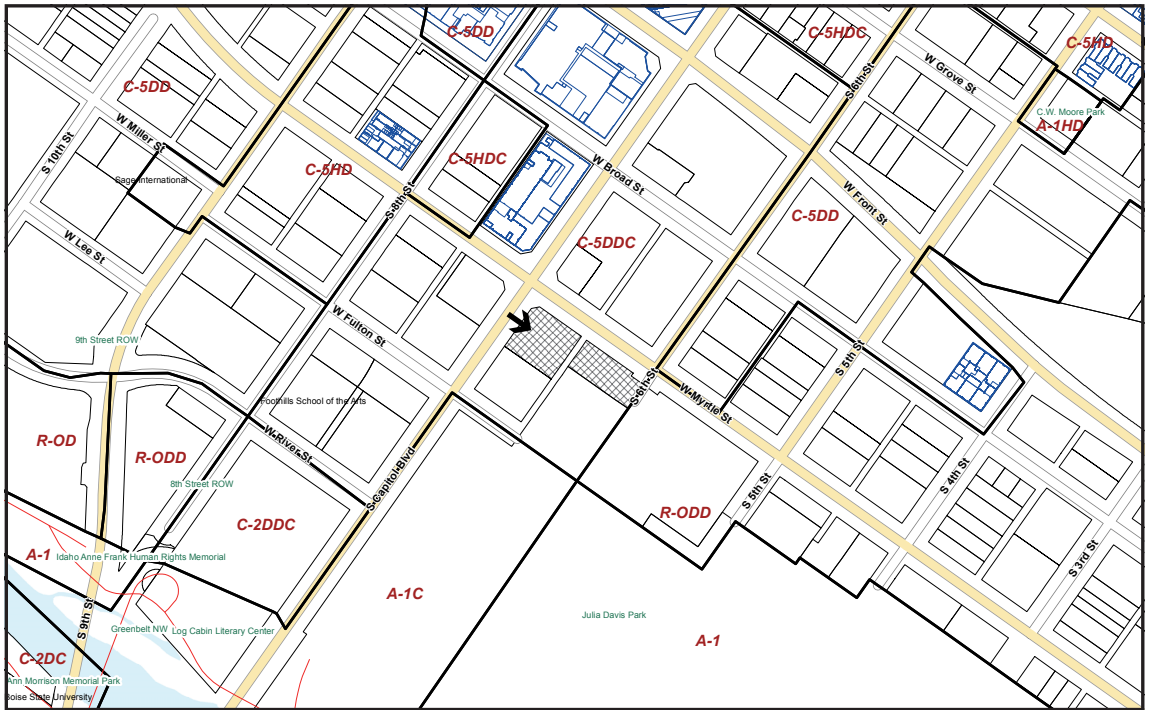 C-5DD
C-5HDC
C-5HD
W Grove St
S 6th St
C-5DD
C.W. Moore Park
A-1HD
W Miller St
S 10th St
C-5HD
C-5HDC
W Broad St
Sage International
S 8th St
W Front St
C-5DD
W Lee St
C-5DDC
W Fulton St
9th Street ROW
S 5th St
S 6th St
W Myrtle St
Foothills School of the Arts
R-OD
R-ODD
W River St
S Capitol Blvd
8th Street ROW
S 4th St
S 5th St
R-ODD
C-2DDC
A-1
Idaho Anne Frank Human Rights Memorial
S 3rd St
A-1C
Julia Davis Park
S 9th St
Greenbelt NW
Log Cabin Literary Center
A-1
C-2DC
Ann Morrison Memorial Park
Boise State University